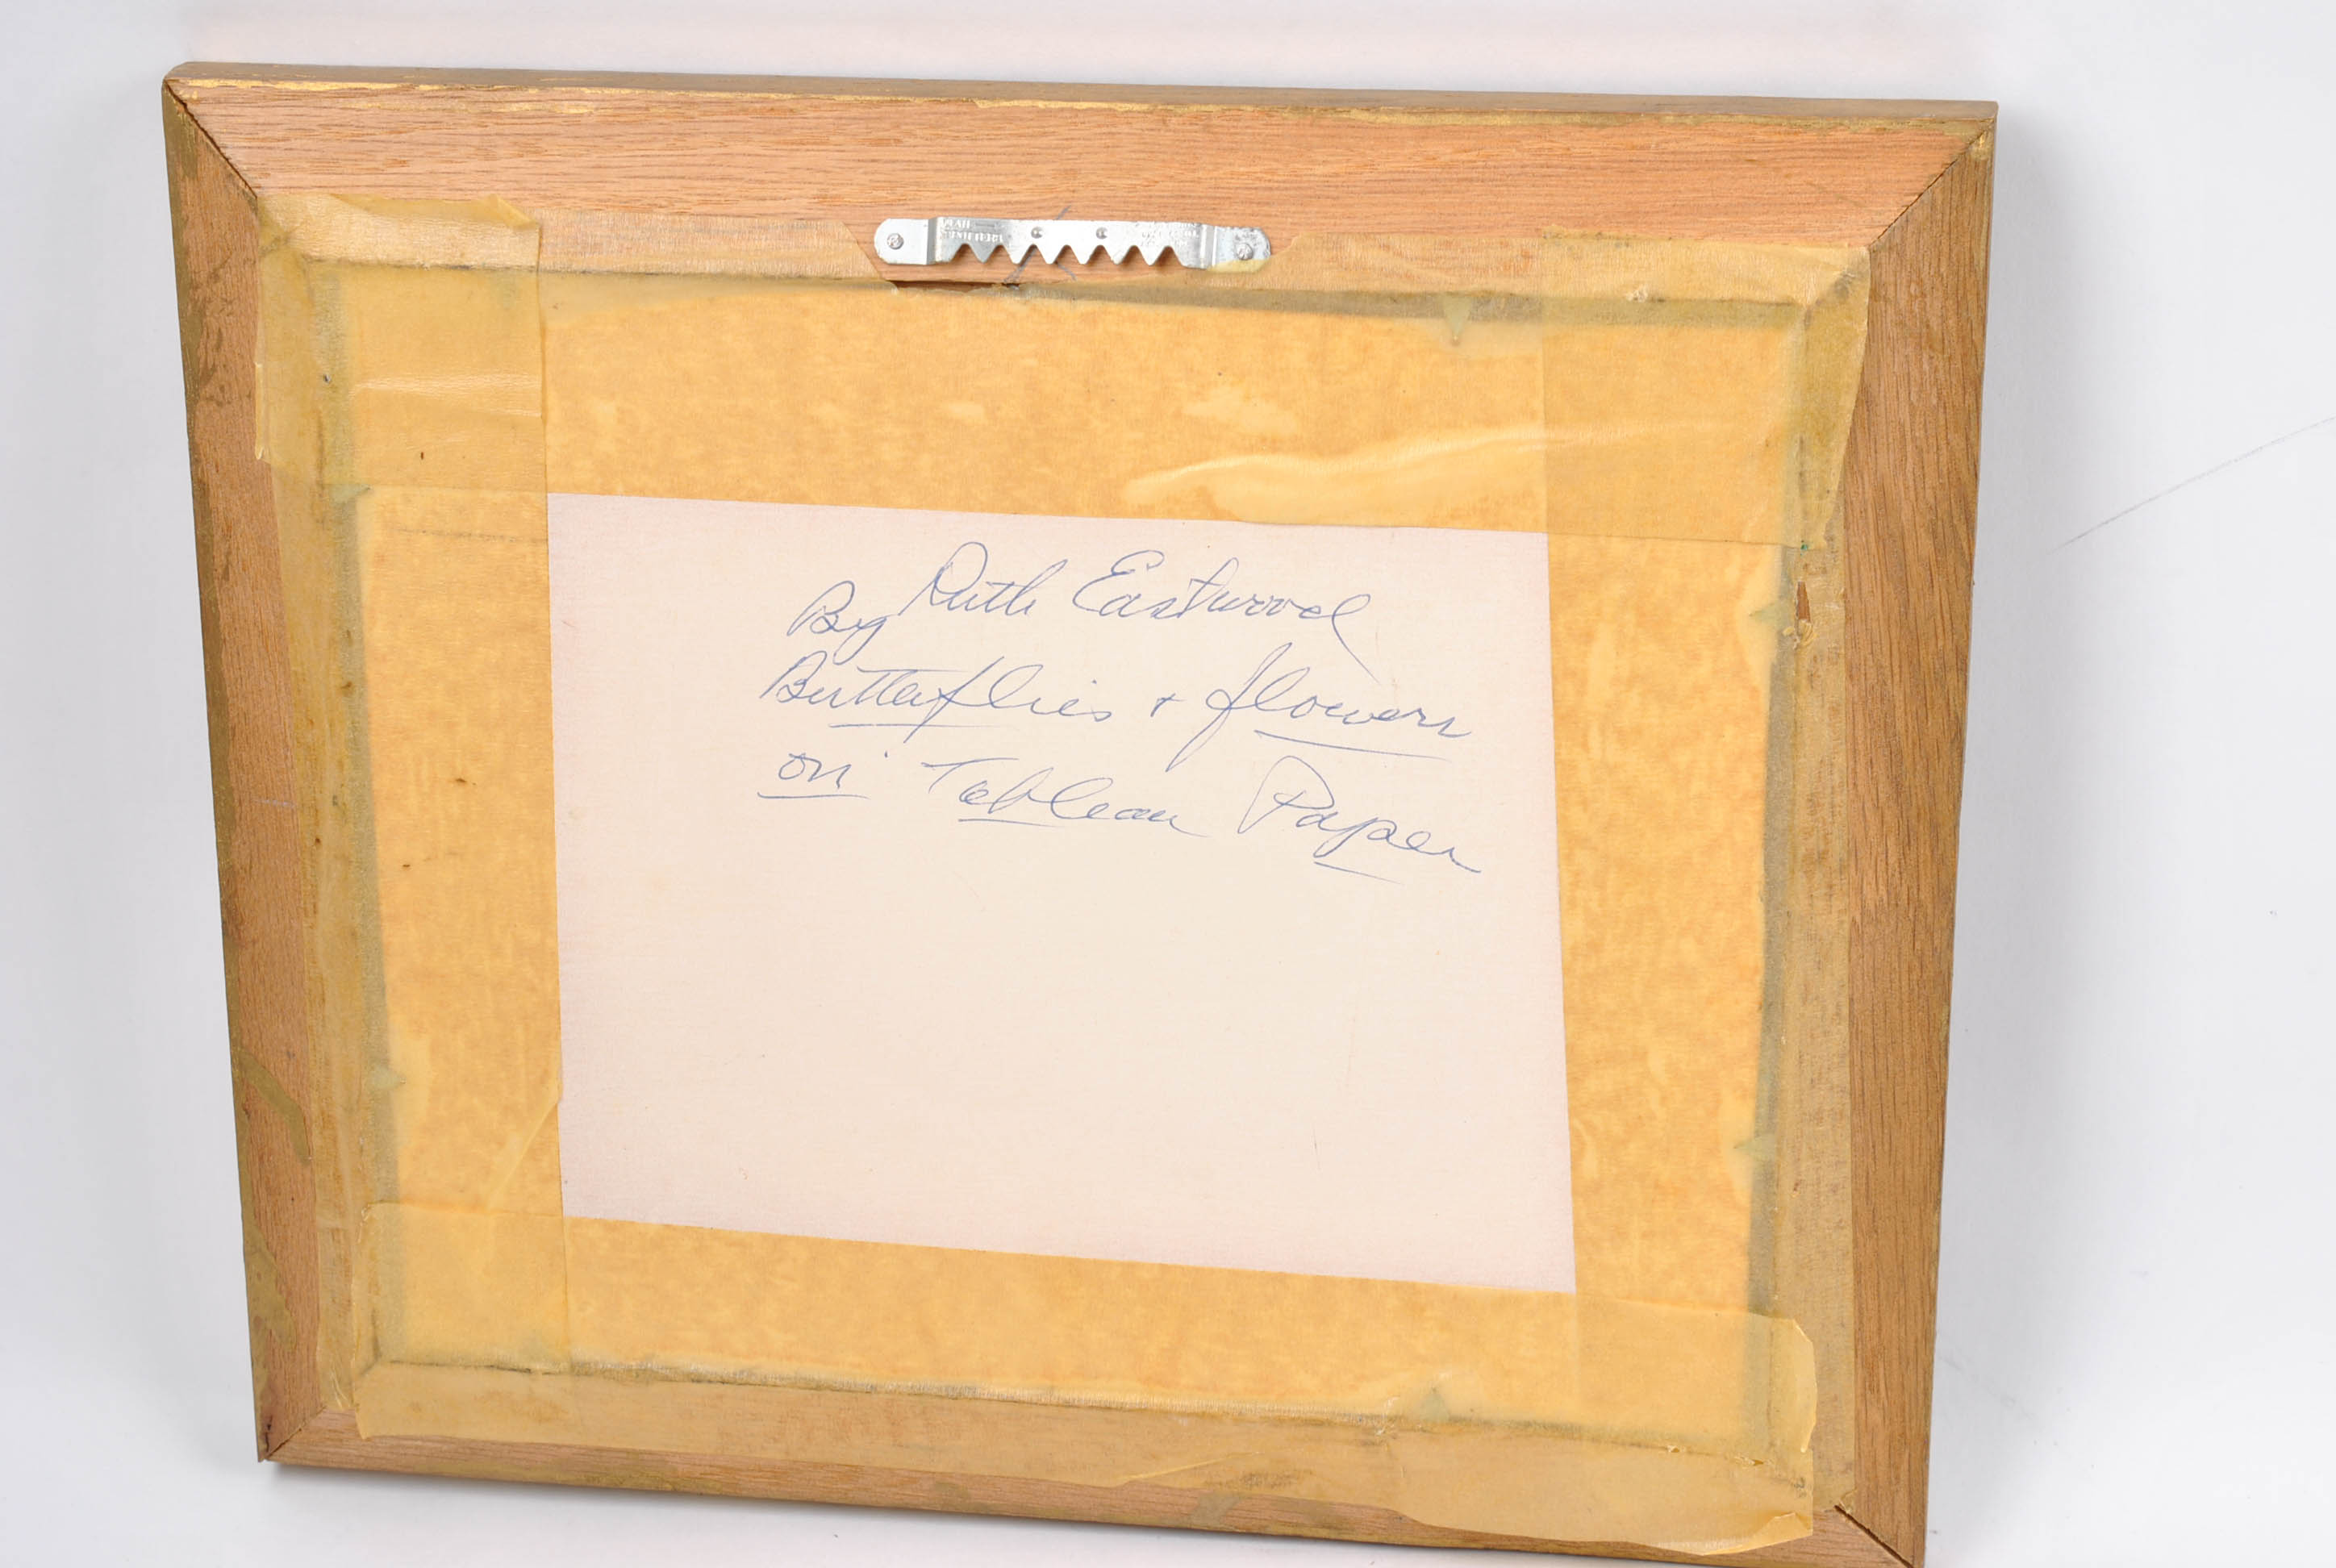 By Ruth Eastwood
Butterflies + flowers
on Tableau Paper